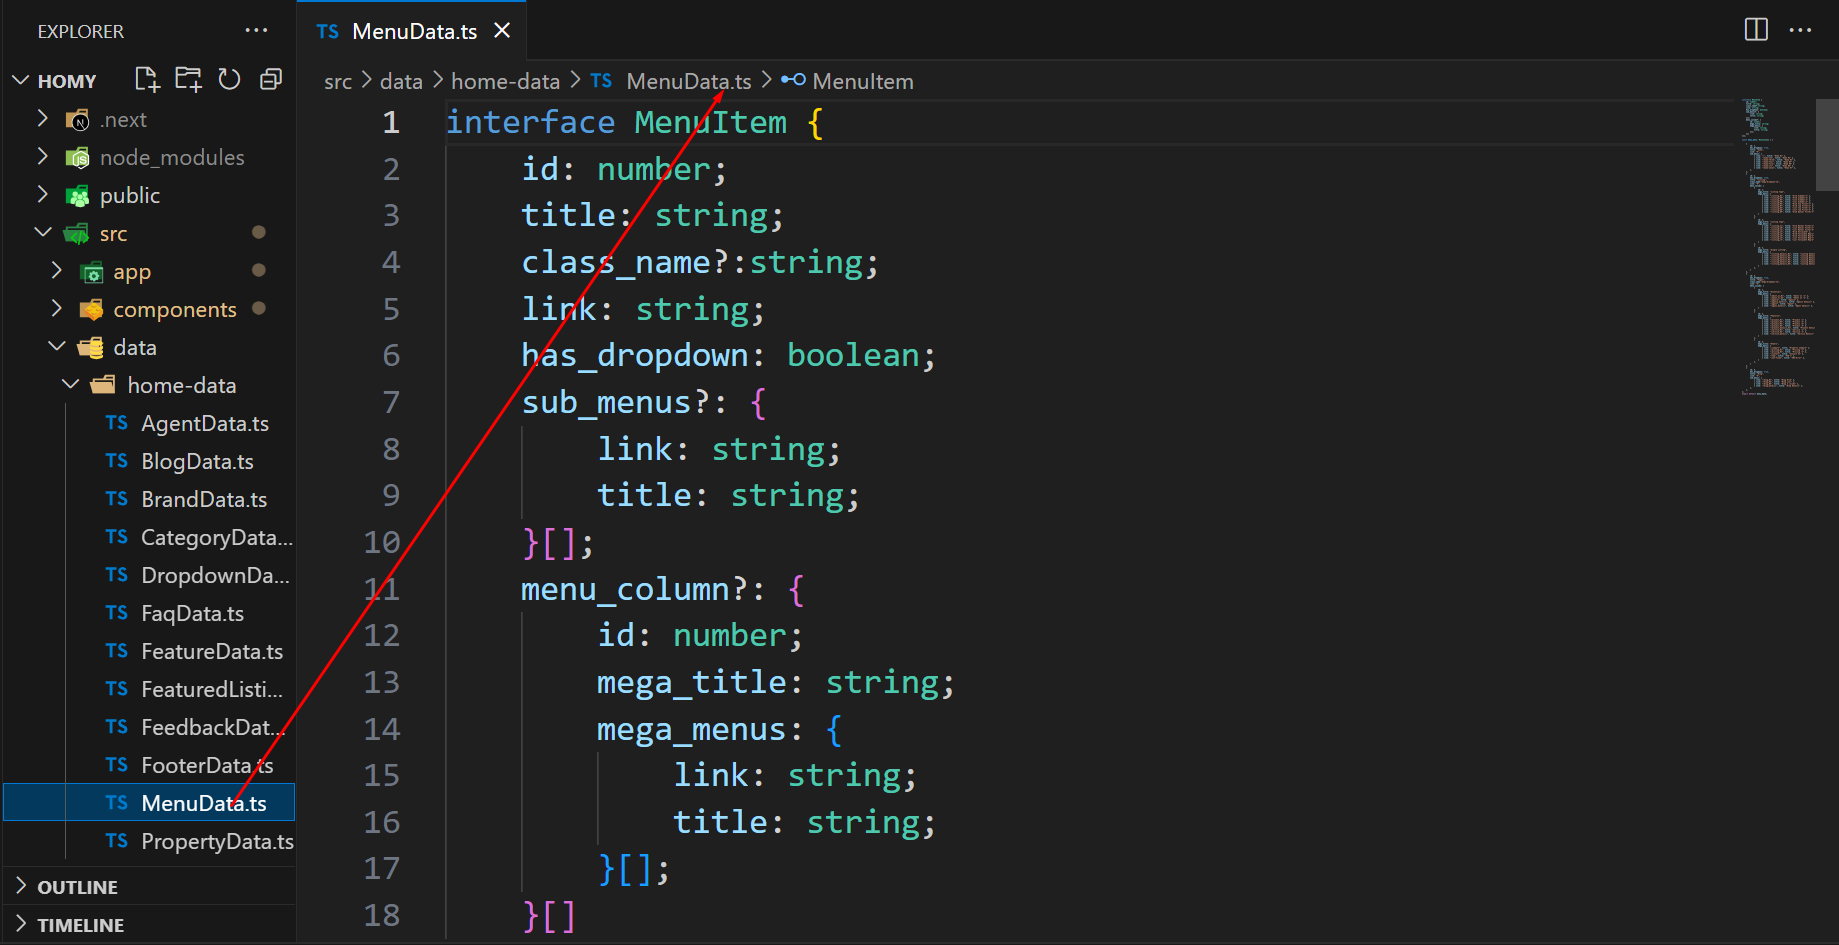 EXPLORER
HOMY
.next
node_modules
public
src
app
components
data
home-data
TS AgentData.ts
TS BlogData.ts
TS BrandData.ts
TS CategoryData...
TS DropdownDa...
TS FaqData.ts
TS FeatureData.ts
TS FeaturedListi...
TS FeedbackDat...
TS FooterData.ts
TS MenuData.ts
TS PropertyData.ts
OUTLINE
TIMELINE
TS MenuData.ts
src > data > home-data > TS MenuData.ts > MenuItem
1 interface MenuItem {
2 id: number;
3 title: string;
4 class_name?:string;
5 link: string;
6 has_dropdown: boolean;
7 sub_menus?: {
8 link: string;
9 title: string;
10 }[];
11 menu_column?: {
12 id: number;
13 mega_title: string;
14 mega_menus: {
15 link: string;
16 title: string;
17 }[];
18 }[]